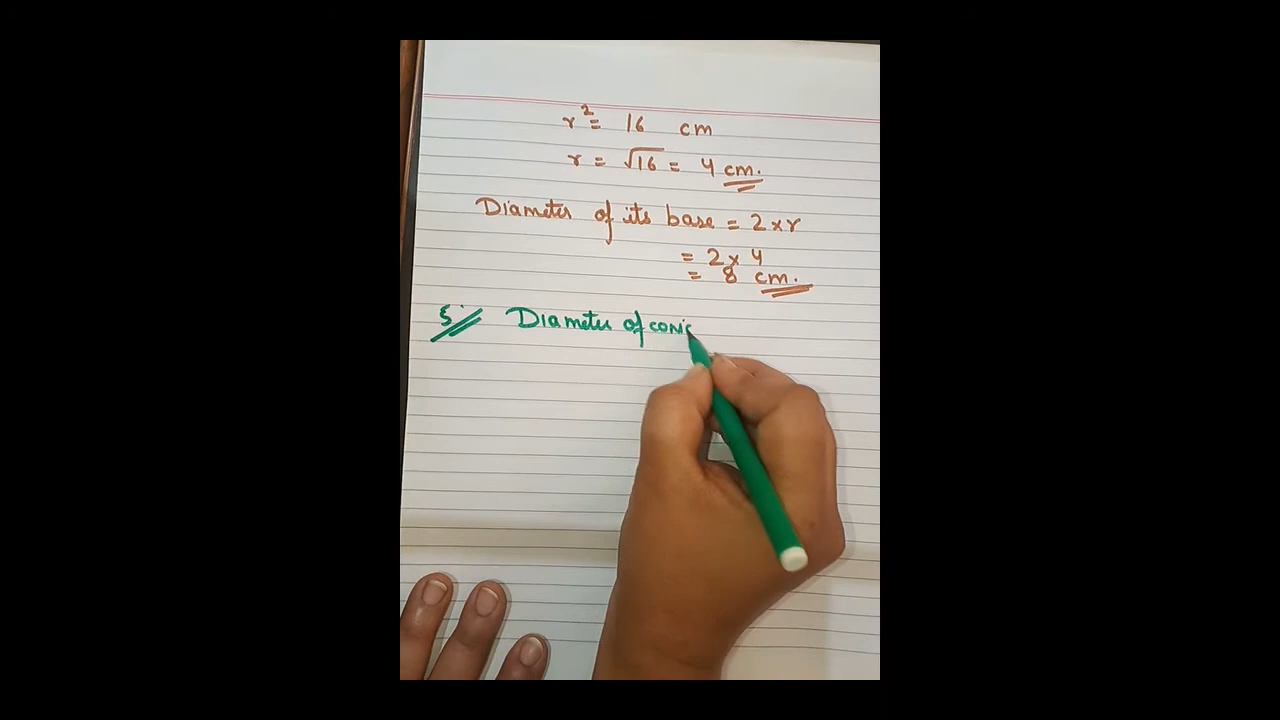 r² = 16 cm
r = √16 = 4 cm.
Diameter of its base = 2 × r
= 2 × 4
= 8 cm.
5. Diameter of conic